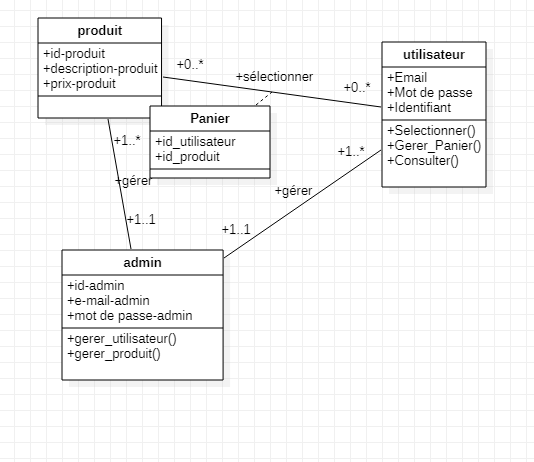 produit
+id-produit
+description-produit
+prix-produit
+0..*
+sélectionner
+0..*
utilisateur
+Email
+Mot de passe
+Identifiant
+Selectionner()
+Gerer_Panier()
+Consulter()
Panier
+id_utilisateur
+id_produit
+1..*
+gérer
+1..1
+1..*
+gérer
+1..1
admin
+id-admin
+e-mail-admin
+mot de passe-admin
+gerer_utilisateur()
+gerer_produit()